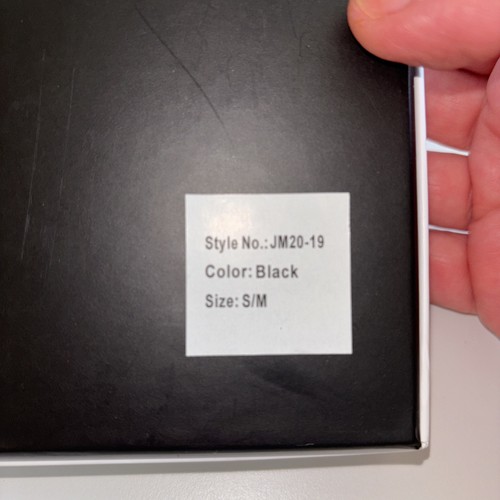 Style No.:JM20-19
Color: Black
Size: S/M